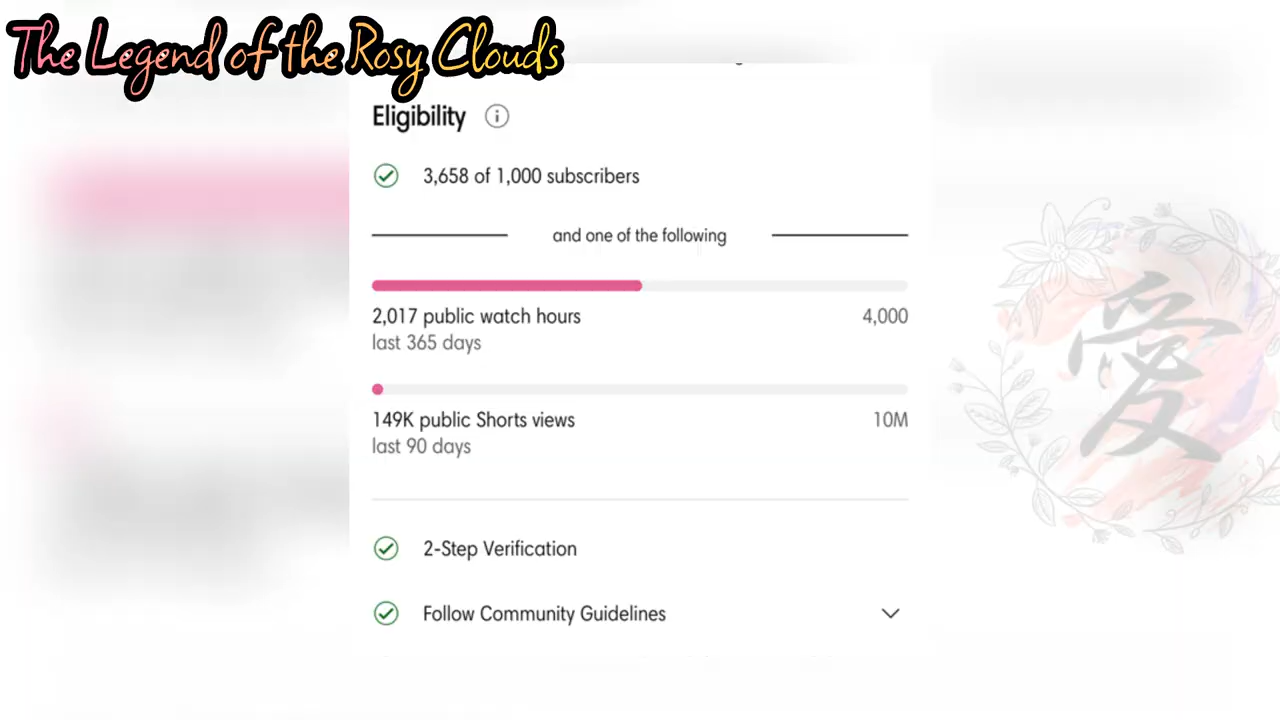 The Legend of the Rosy Clouds
Eligibility
3,658 of 1,000 subscribers
and one of the following
2,017 public watch hours 4,000
last 365 days
149K public Shorts views 10M
last 90 days
2-Step Verification
Follow Community Guidelines
愛